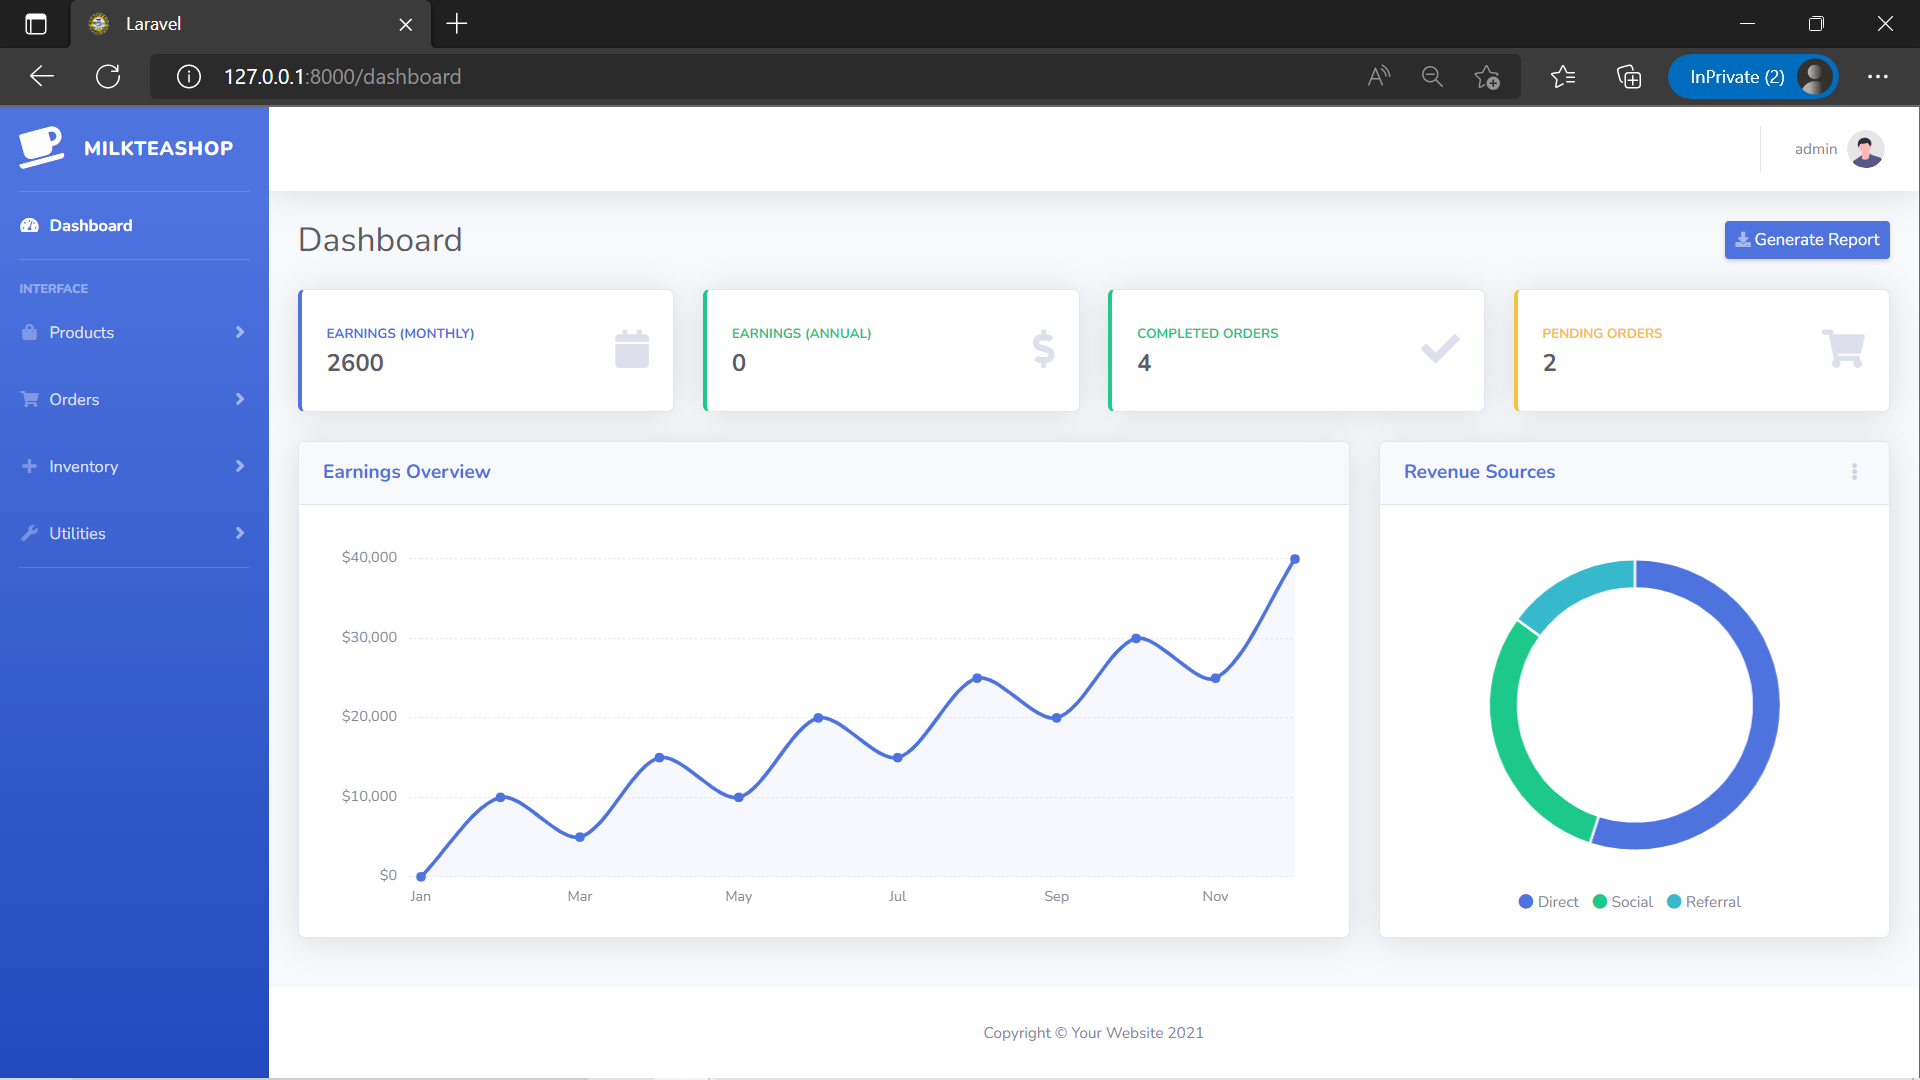 Laravel
127.0.0.1:8000/dashboard
InPrivate (2)
MILKTEASHOP
admin
Dashboard
INTERFACE
Products
Orders
Inventory
Utilities
Dashboard
Generate Report
EARNINGS (MONTHLY)
2600
EARNINGS (ANNUAL)
0
COMPLETED ORDERS
4
PENDING ORDERS
2
Earnings Overview
$40,000
$30,000
$20,000
$10,000
$0
Jan Mar May Jul Sep Nov
Revenue Sources
Direct Social Referral
Copyright © Your Website 2021